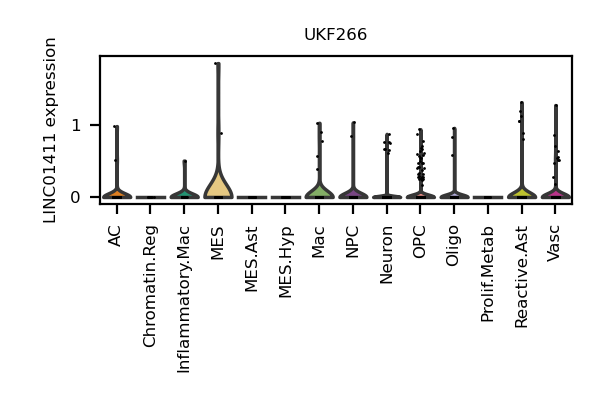 UKF266
LINC01411 expression
1
0
AC
Chromatin.Reg
Inflammatory.Mac
MES
MES.Ast
MES.Hyp
Mac
NPC
Neuron
OPC
Oligo
Prolif.Metab
Reactive.Ast
Vasc